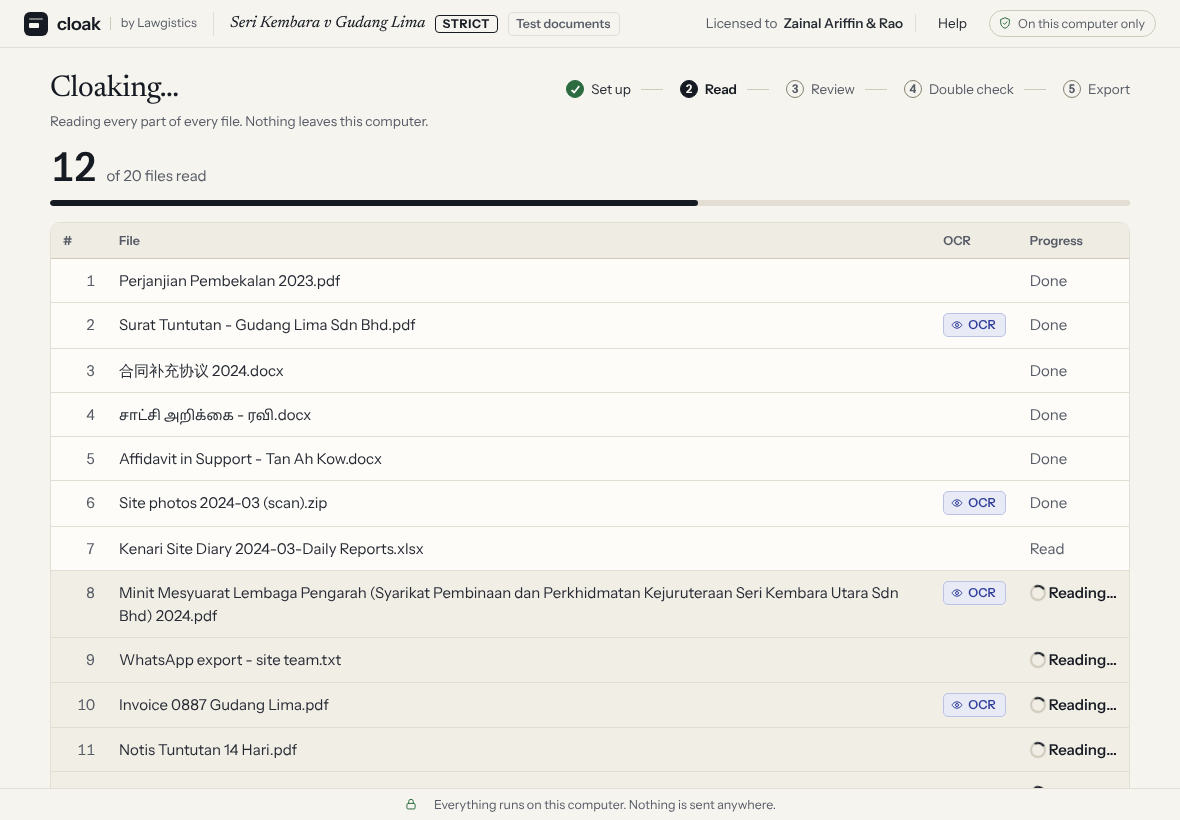 cloak by Lawgistics Seri Kembara v Gudang Lima STRICT Test documents Licensed to Zainal Ariffin & Rao Help On this computer only
Cloaking...
Set up 2 Read 3 Review 4 Double check 5 Export
Reading every part of every file. Nothing leaves this computer.
12 of 20 files read
# File OCR Progress
1 Perjanjian Pembekalan 2023.pdf Done
2 Surat Tuntutan - Gudang Lima Sdn Bhd.pdf OCR Done
3 合同补充协议 2024.docx Done
4 சாட்சி அறிக்கை - ரவி.docx Done
5 Affidavit in Support - Tan Ah Kow.docx Done
6 Site photos 2024-03 (scan).zip OCR Done
7 Kenari Site Diary 2024-03-Daily Reports.xlsx Read
8 Minit Mesyuarat Lembaga Pengarah (Syarikat Pembinaan dan Perkhidmatan Kejuruteraan Seri Kembara Utara Sdn OCR Reading...
Bhd) 2024.pdf
9 WhatsApp export - site team.txt Reading...
10 Invoice 0887 Gudang Lima.pdf OCR Reading...
11 Notis Tuntutan 14 Hari.pdf Reading...
Everything runs on this computer. Nothing is sent anywhere.